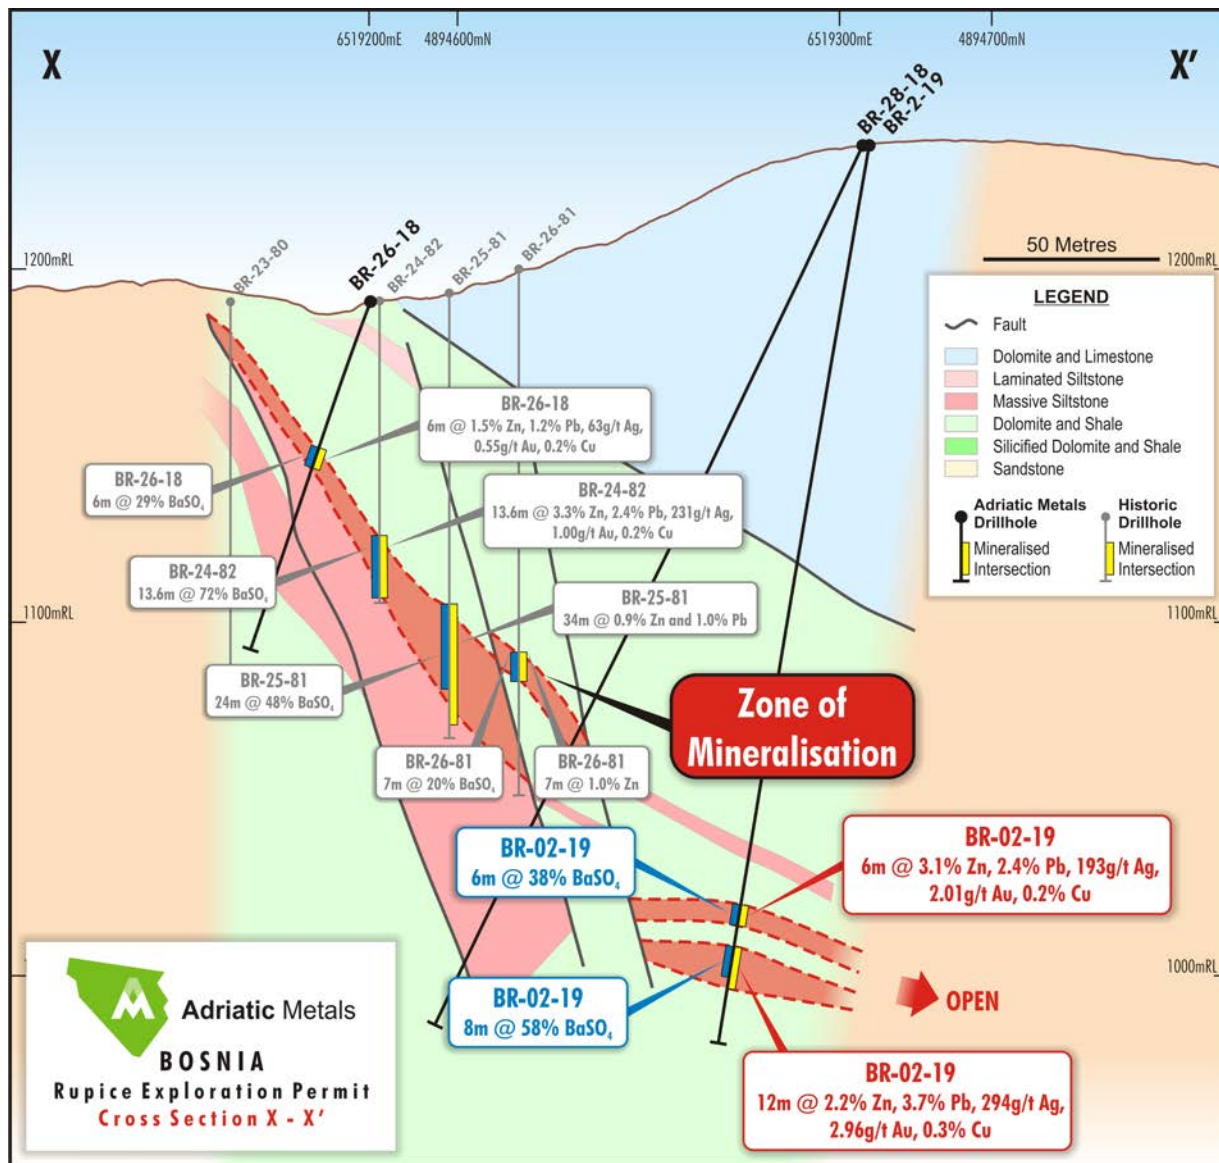 6519200mE
4894600mN
6519300mE
4894700mN
X
X'
BR-28-18
BR-2-19
BR-23-80
BR-26-18
BR-24-82
BR-25-81
BR-26-81
1200mRL
1200mRL
50 Metres
LEGEND
Fault
Dolomite and Limestone
Laminated Siltstone
Massive Siltstone
Dolomite and Shale
Silicified Dolomite and Shale
Sandstone
Adriatic Metals
Drillhole
Mineralised
Intersection
Historic
Drillhole
Mineralised
Intersection
BR-26-18
6m @ 1.5% Zn, 1.2% Pb, 63g/t Ag,
0.55g/t Au, 0.2% Cu
BR-26-18
6m @ 29% BaSO₄
BR-24-82
13.6m @ 3.3% Zn, 2.4% Pb, 231g/t Ag,
1.00g/t Au, 0.2% Cu
BR-24-82
13.6m @ 72% BaSO₄
BR-25-81
34m @ 0.9% Zn and 1.0% Pb
1100mRL
1100mRL
BR-25-81
24m @ 48% BaSO₄
Zone of
Mineralisation
BR-26-81
7m @ 20% BaSO₄
BR-26-81
7m @ 1.0% Zn
BR-02-19
6m @ 38% BaSO₄
BR-02-19
6m @ 3.1% Zn, 2.4% Pb, 193g/t Ag,
2.01g/t Au, 0.2% Cu
1000mRL
BR-02-19
8m @ 58% BaSO₄
OPEN
BR-02-19
12m @ 2.2% Zn, 3.7% Pb, 294g/t Ag,
2.96g/t Au, 0.3% Cu
Adriatic Metals
BOSNIA
Rupice Exploration Permit
Cross Section X - X'